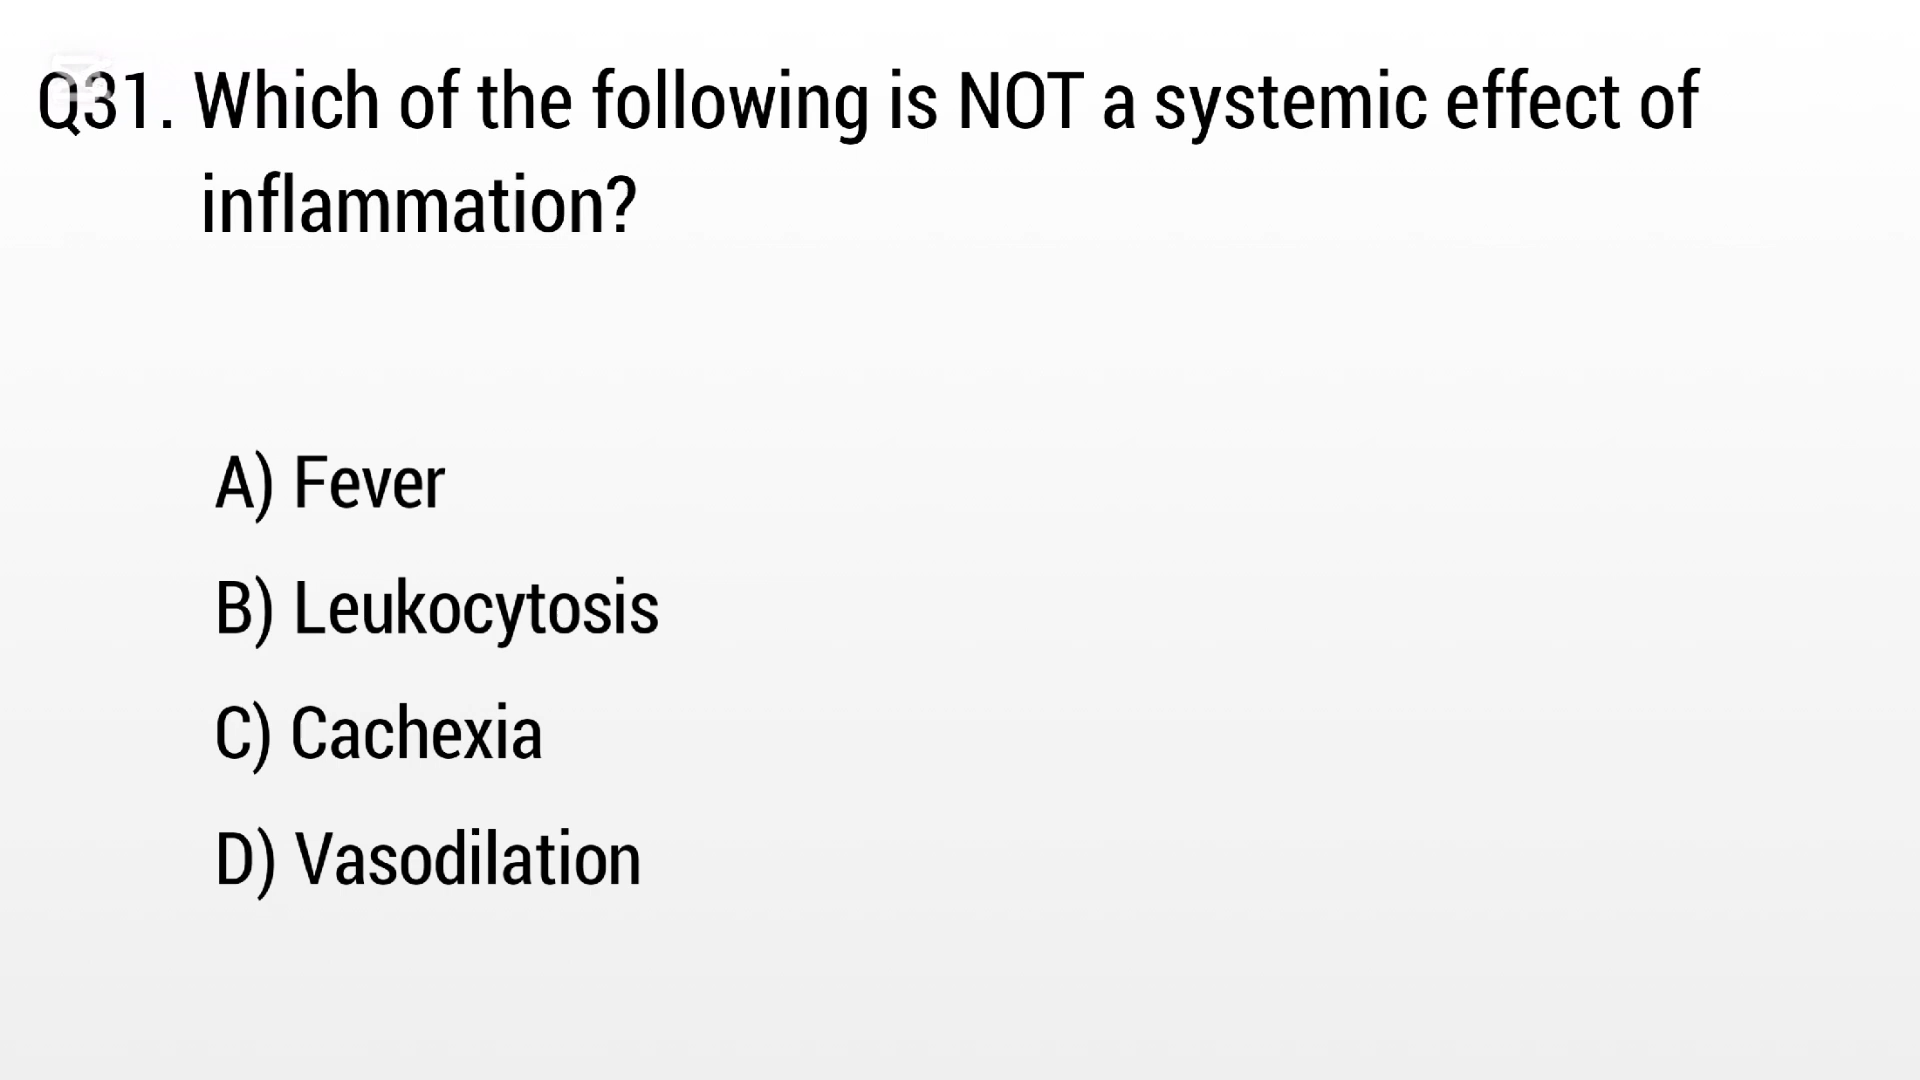 Q31. Which of the following is NOT a systemic effect of
inflammation?
A) Fever
B) Leukocytosis
C) Cachexia
D) Vasodilation